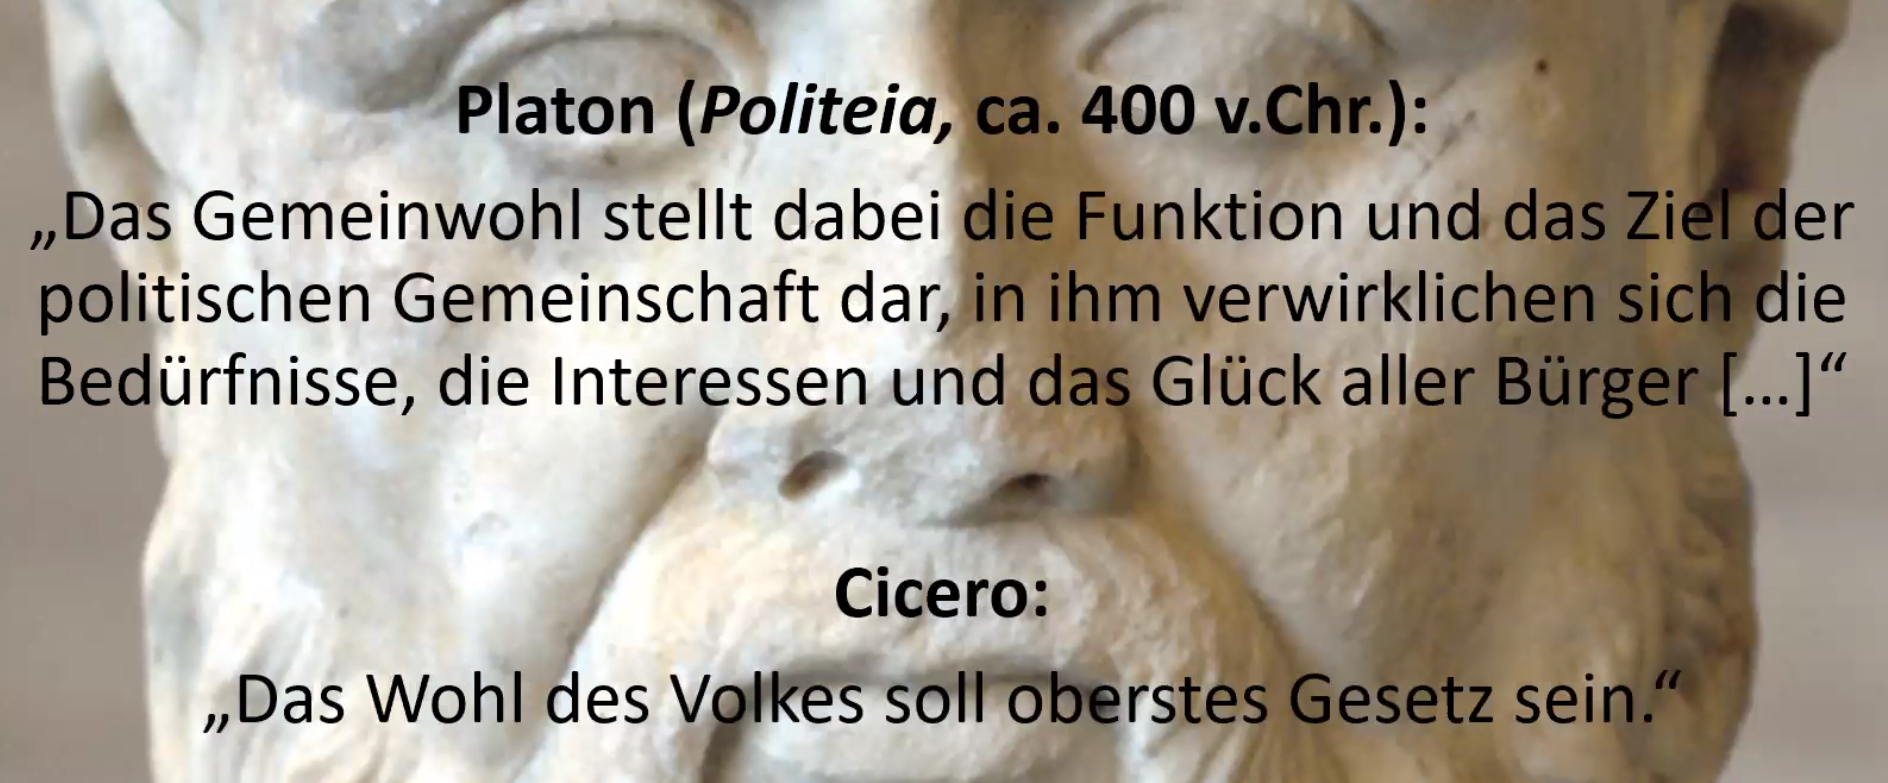 Platon (Politeia, ca. 400 v.Chr.):
„Das Gemeinwohl stellt dabei die Funktion und das Ziel der
politischen Gemeinschaft dar, in ihm verwirklichen sich die
Bedürfnisse, die Interessen und das Glück aller Bürger [...]“
Cicero:
„Das Wohl des Volkes soll oberstes Gesetz sein.“